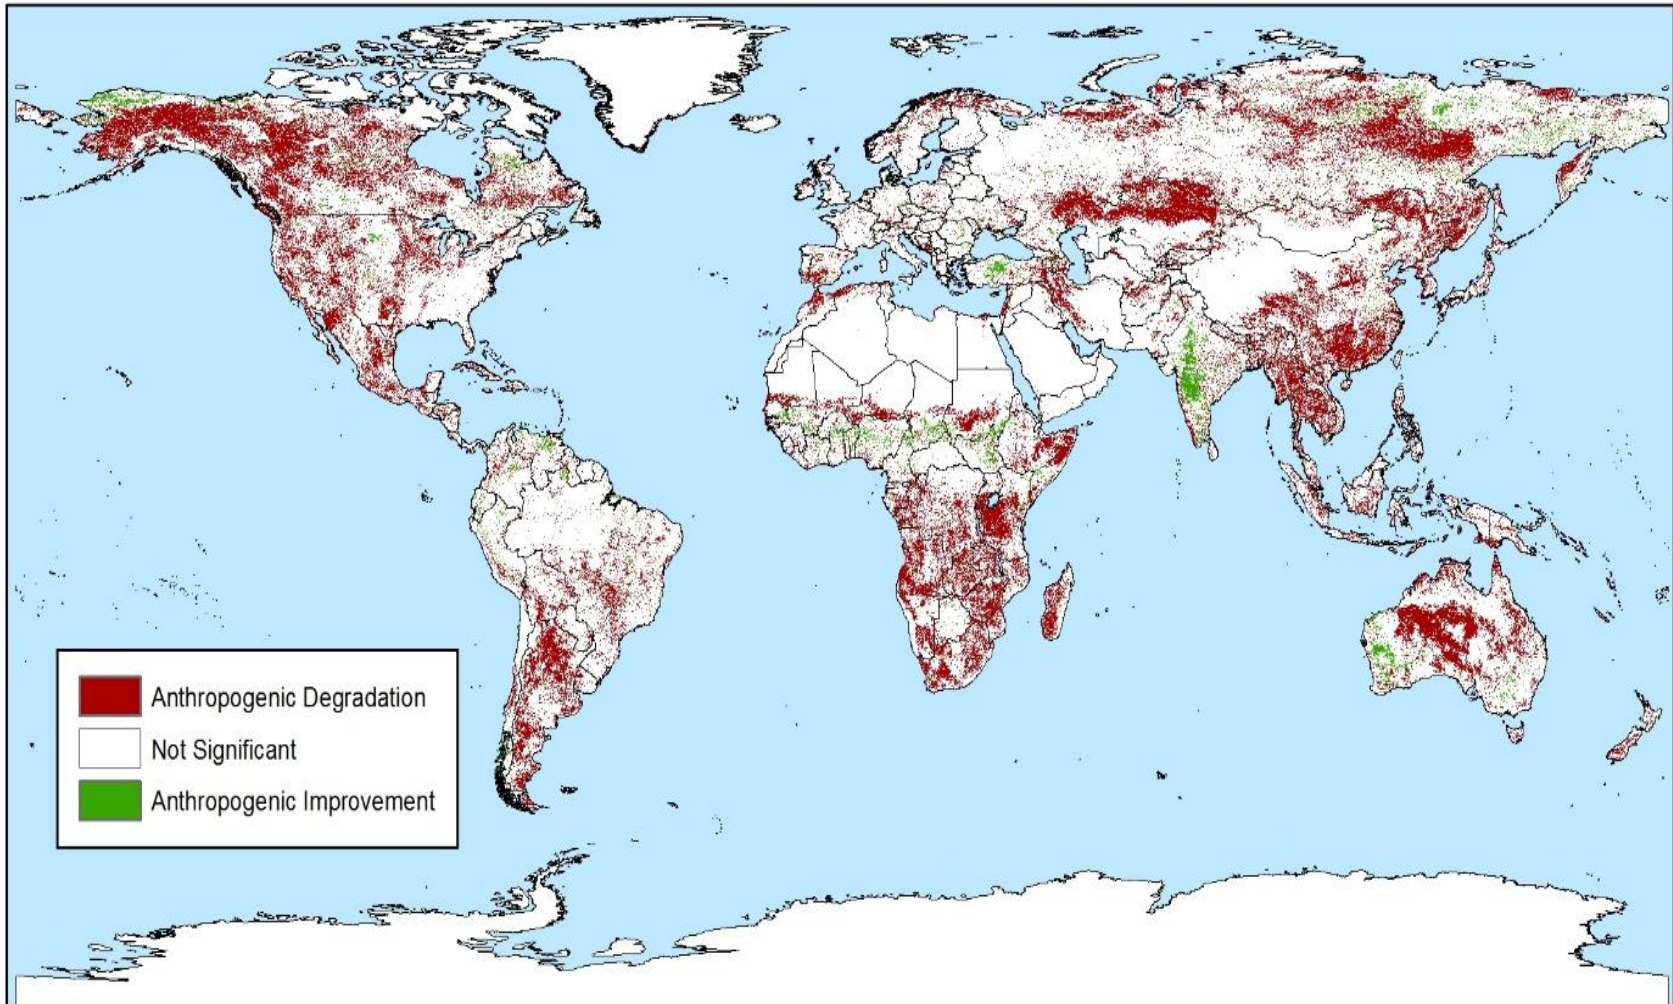 Anthropogenic Degradation
Not Significant
Anthropogenic Improvement